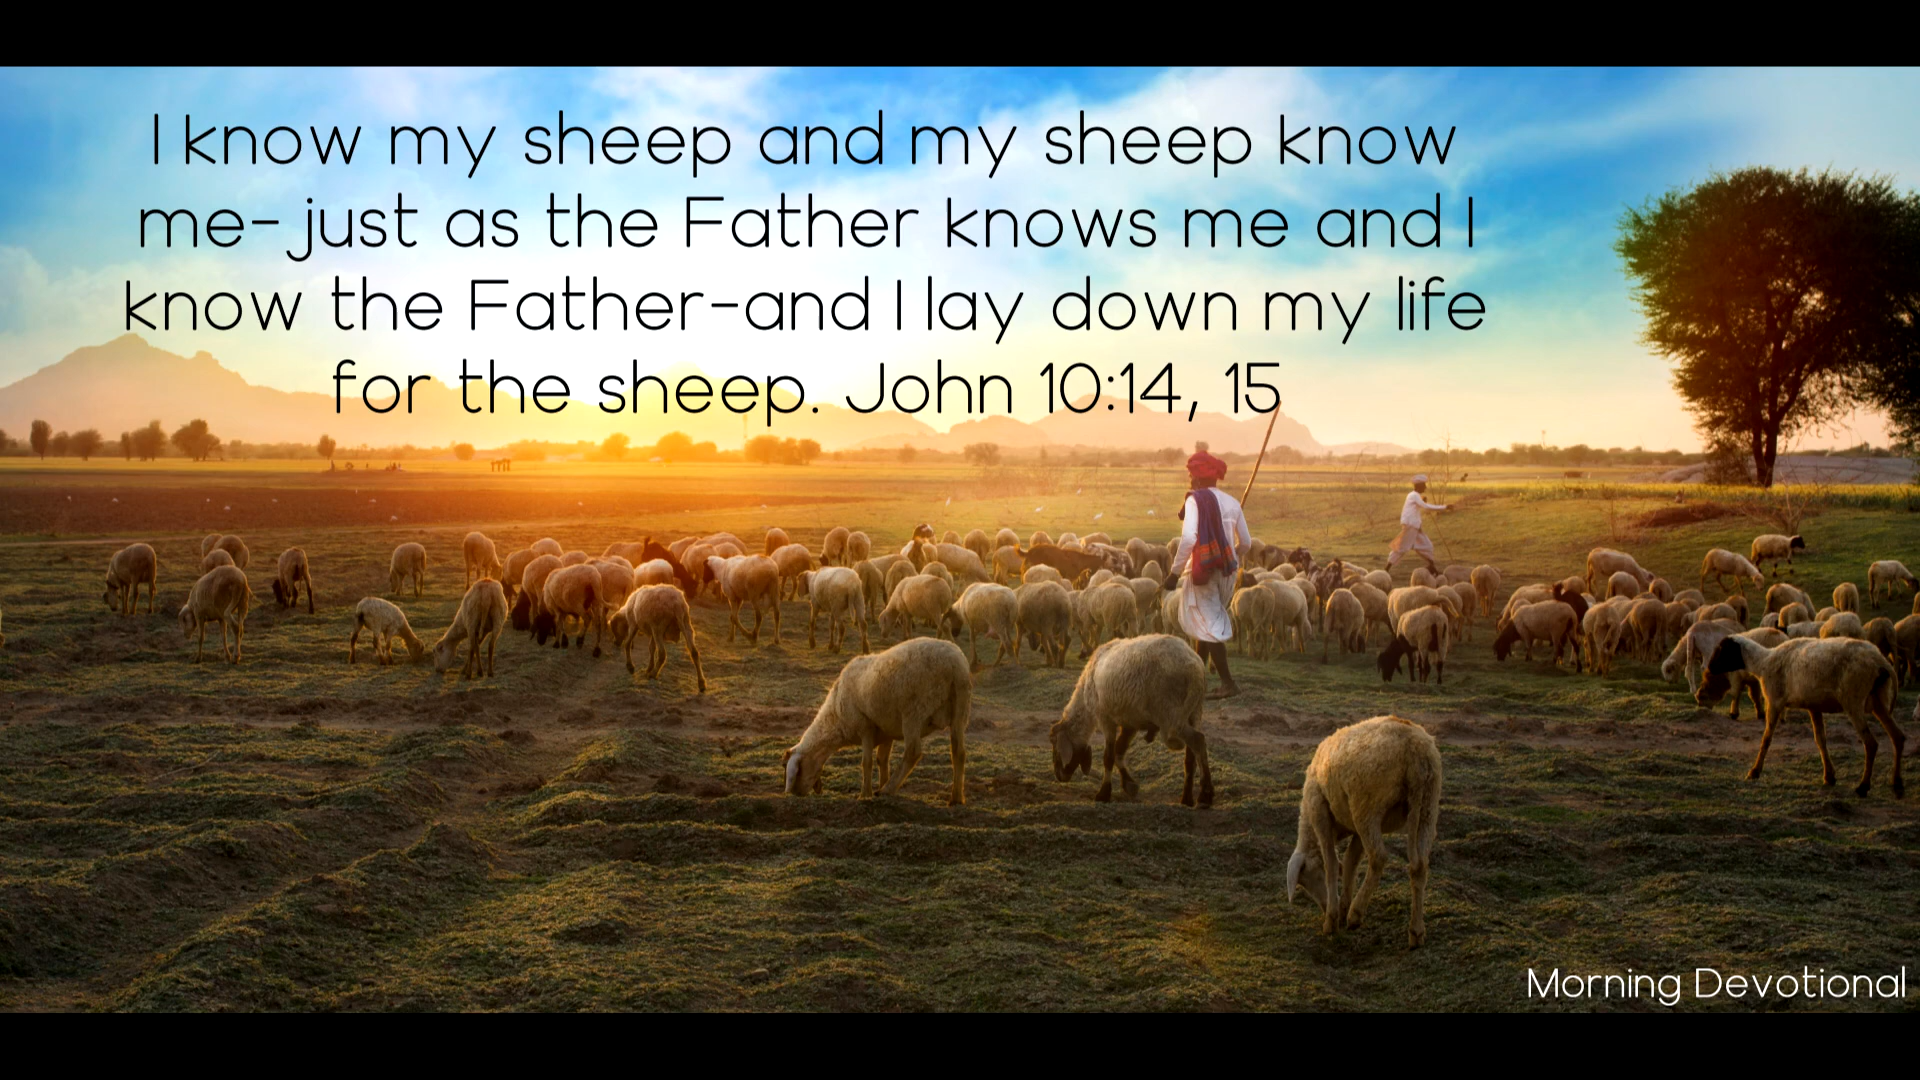 I know my sheep and my sheep know
me-just as the Father knows me and I
know the Father-and I lay down my life
for the sheep. John 10:14, 15
Morning Devotional